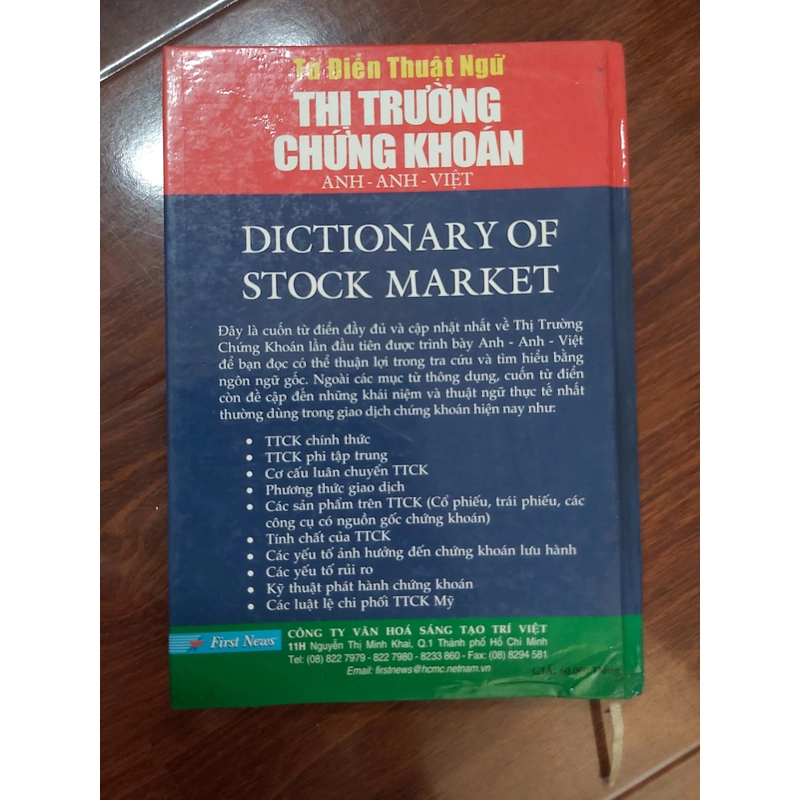 Từ Điển Thuật Ngữ
THỊ TRƯỜNG
CHỨNG KHOÁN
ANH - ANH - VIỆT
DICTIONARY OF
STOCK MARKET
Đây là cuốn từ điển đầy đủ và cập nhật nhất về Thị Trường
Chứng Khoán lần đầu tiên được trình bày Anh - Anh - Việt
để bạn đọc có thể thuận lợi trong tra cứu và tìm hiểu bằng
ngôn ngữ gốc. Ngoài các mục từ thông dụng, cuốn từ điển
còn đề cập đến những khái niệm và thuật ngữ thực tế nhất
thường dùng trong giao dịch chứng khoán hiện nay như:
• TTCK chính thức
• TTCK phi tập trung
• Cơ cấu luân chuyển TTCK
• Phương thức giao dịch
• Các sản phẩm trên TTCK (Cổ phiếu, trái phiếu, các
công cụ có nguồn gốc chứng khoán)
• Tính chất của TTCK
• Các yếu tố ảnh hưởng đến chứng khoán lưu hành
• Các yếu tố rủi ro
• Kỹ thuật phát hành chứng khoán
• Các luật lệ chi phối TTCK Mỹ
First News
CÔNG TY VĂN HOÁ SÁNG TẠO TRÍ VIỆT
11H Nguyễn Thị Minh Khai, Q.1 Thành phố Hồ Chí Minh
Tel: (08) 822 7979 - 822 7980 - 8233 860 - Fax: (08) 8294 581
Email: firstnews@hcmc.netnam.vn
GIÁ: